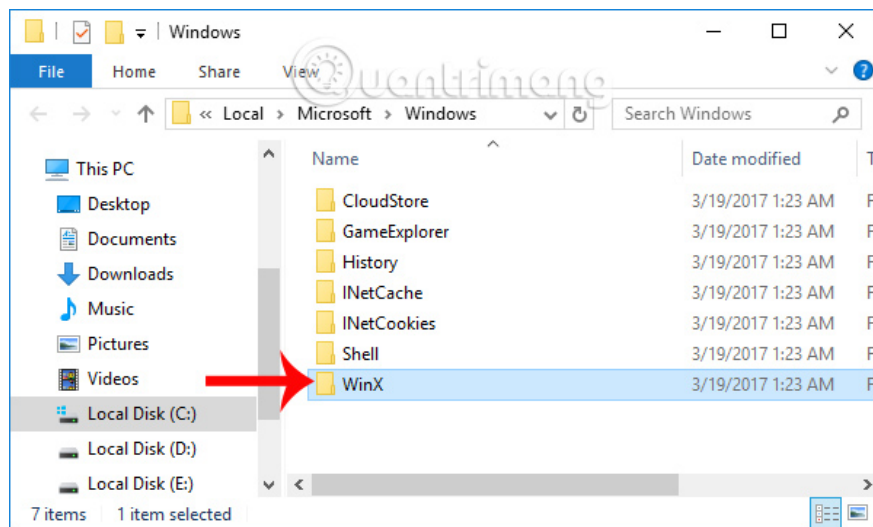 Windows
File Home Share View
Quantrimang
« Local > Microsoft > Windows
Search Windows
Name Date modified T
This PC
Desktop
Documents
Downloads
Music
Pictures
Videos
Local Disk (C:)
Local Disk (D:)
Local Disk (E:)
CloudStore 3/19/2017 1:23 AM F
GameExplorer 3/19/2017 1:23 AM F
History 3/19/2017 1:23 AM F
INetCache 3/19/2017 1:23 AM F
INetCookies 3/19/2017 1:23 AM F
Shell 3/19/2017 1:23 AM F
WinX 3/19/2017 1:23 AM F
7 items 1 item selected